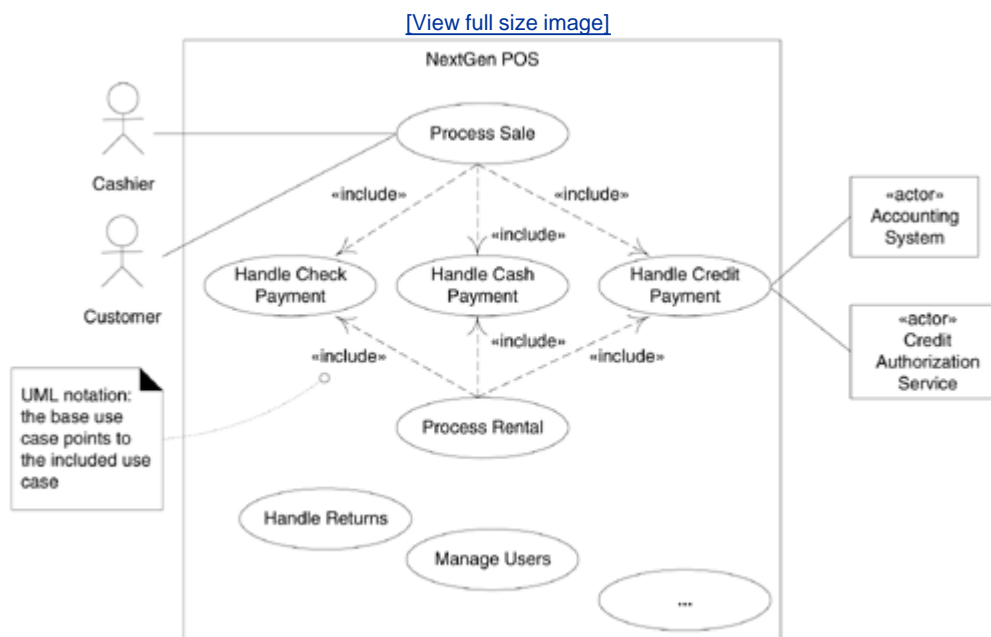 [View full size image]
NextGen POS
Process Sale
Cashier
«include»
«include»
«include»
«actor»
Accounting
System
Handle Check
Payment
Handle Cash
Payment
Handle Credit
Payment
Customer
«actor»
Credit
Authorization
Service
«include»
«include»
«include»
UML notation:
the base use
case points to
the included use
case
Process Rental
Handle Returns
Manage Users
...